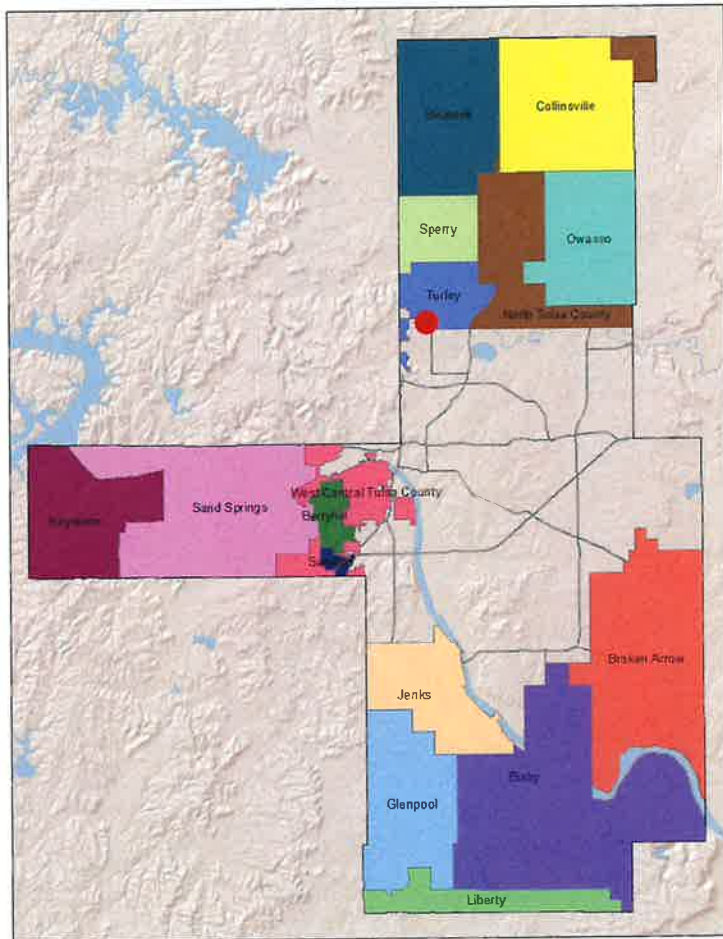 Collinsville
Sperry
Owasso
Turley
North Tulsa County
West Central Tulsa County
Sand Springs
Berryhill
Keystone
Broken Arrow
Jenks
Bixby
Glenpool
Liberty